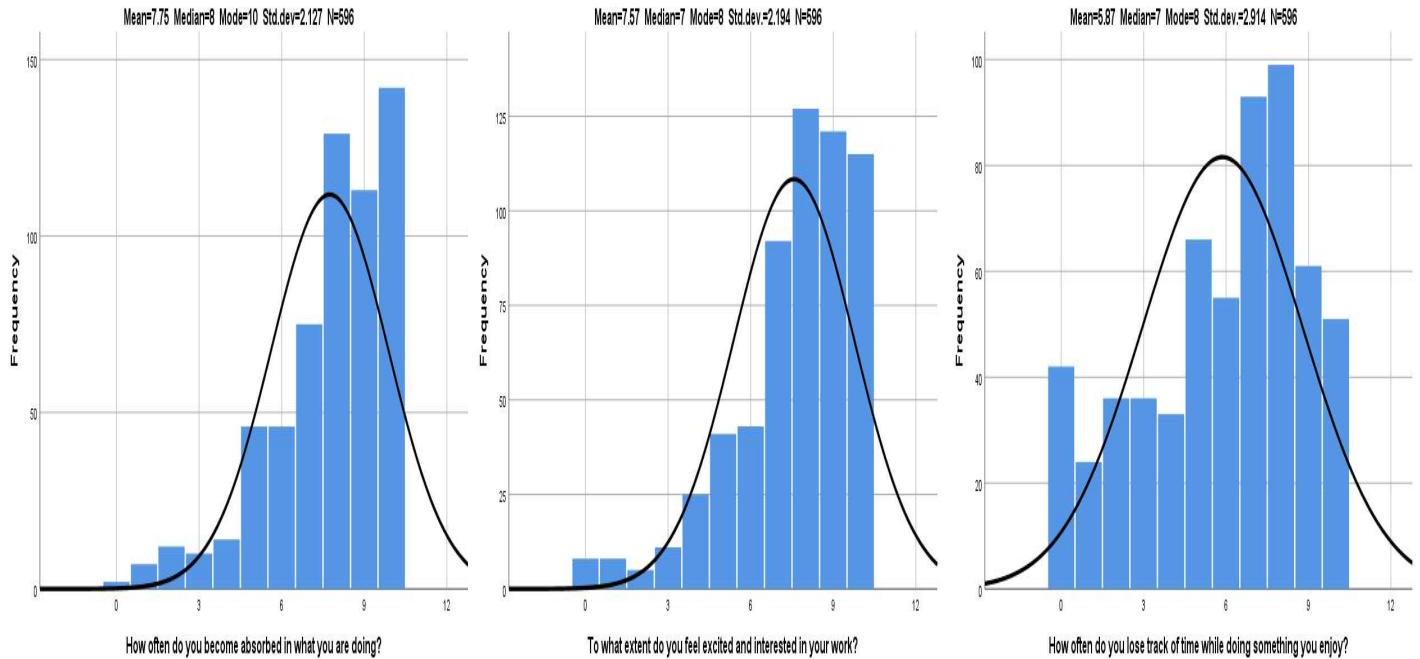 Mean=7.75 Median=8 Mode=10 Std.dev=2.127 N=596
150
100
50
0
Frequency
0 3 6 9 12
How often do you become absorbed in what you are doing?
Mean=7.57 Median=7 Mode=8 Std.dev.=2.194 N=596
125
100
75
50
25
0
Frequency
0 3 6 9 12
To what extent do you feel excited and interested in your work?
Mean=5.87 Median=7 Mode=8 Std.dev.=2.914 N=596
100
80
60
40
20
0
Frequency
0 3 6 9 12
How often do you lose track of time while doing something you enjoy?